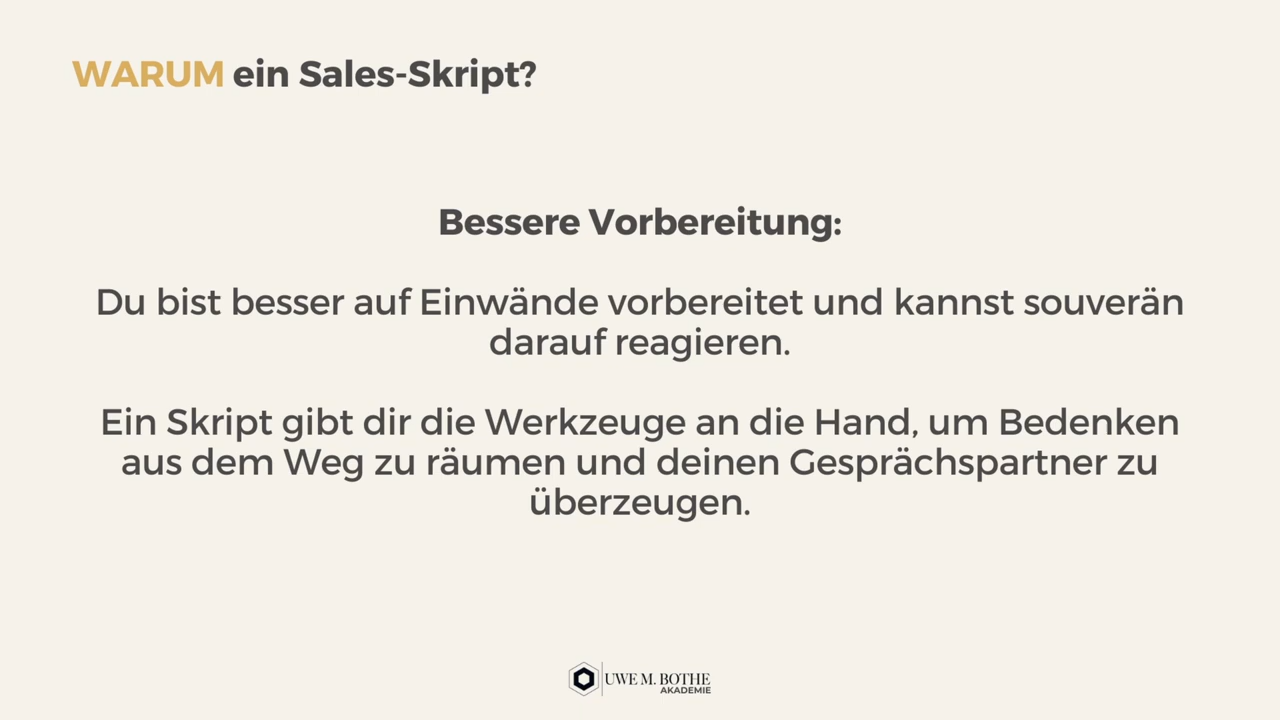 WARUM ein Sales-Skript?
Bessere Vorbereitung:
Du bist besser auf Einwände vorbereitet und kannst souverän
darauf reagieren.
Ein Skript gibt dir die Werkzeuge an die Hand, um Bedenken
aus dem Weg zu räumen und deinen Gesprächspartner zu
überzeugen.
UWE M. BOTHE
AKADEMIE